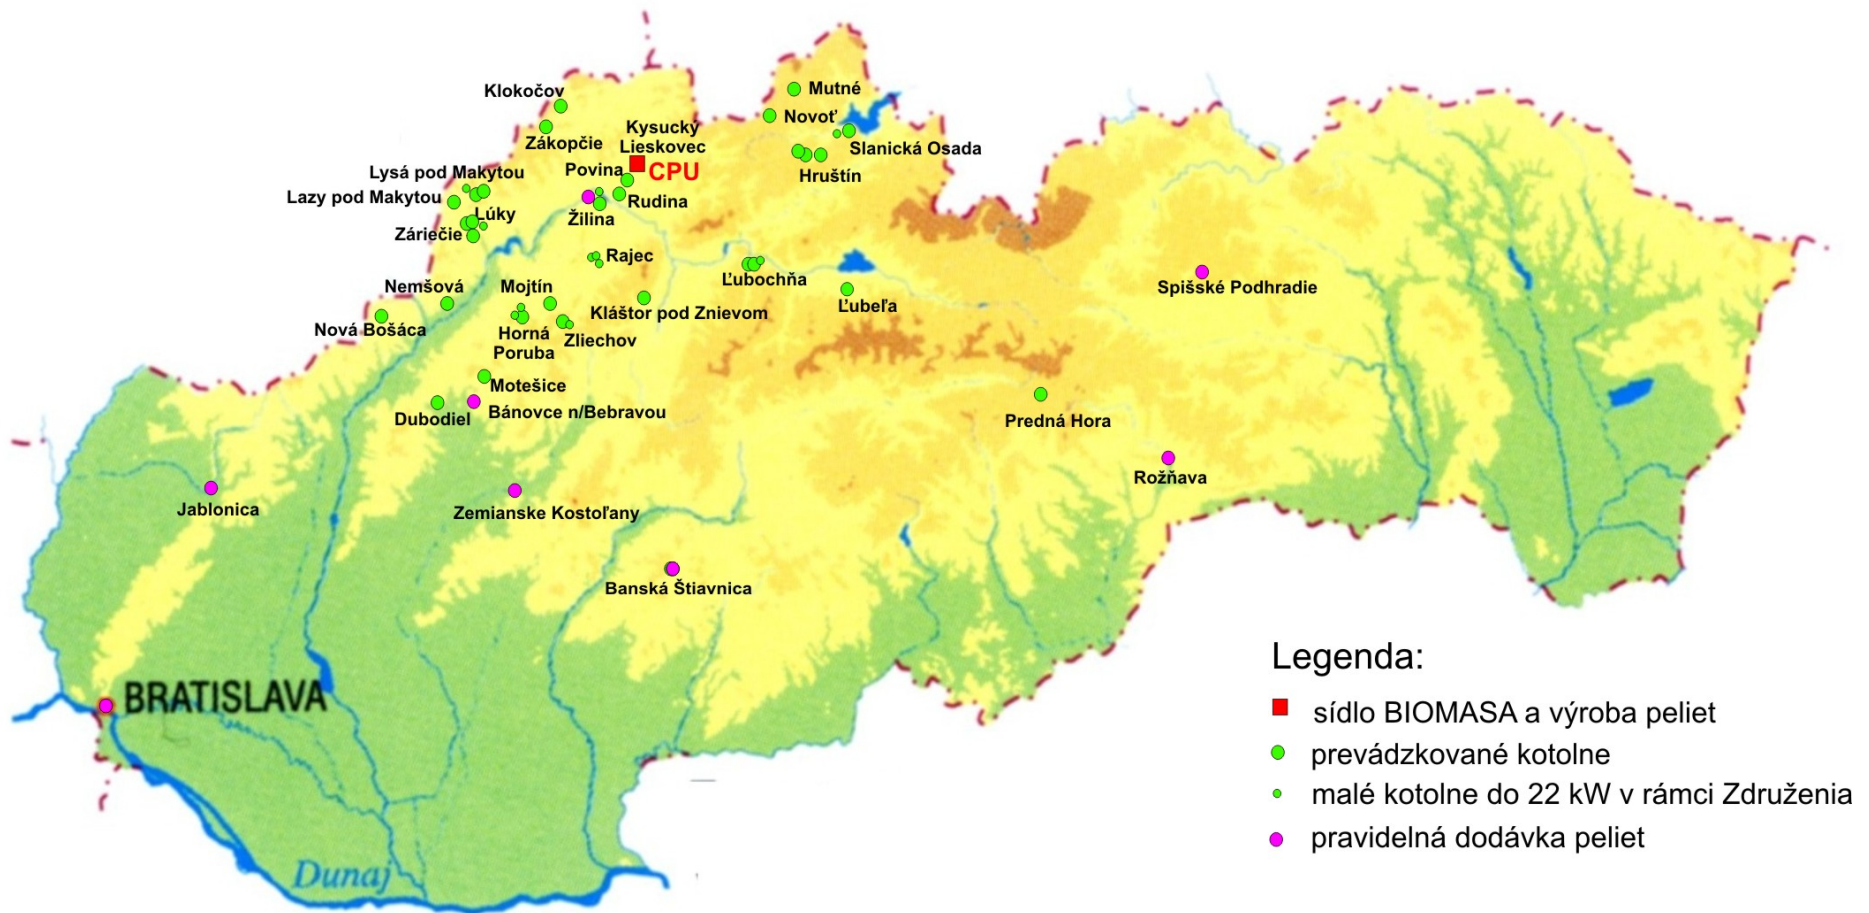 Klokočov
Mutné
Novoť
Zákopčie
Kysucký
Lieskovec
Slanická Osada
Lysá pod Makytou
Povina
CPU
Hruštín
Lazy pod Makytou
Rudina
Lúky
Žilina
Záriečie
Rajec
Ľubochňa
Spišské Podhradie
Nemšová
Mojtín
Ľubeľa
Kláštor pod Znievom
Nová Bošáca
Horná
Poruba
Zliechov
Motešice
Bánovce n/Bebravou
Dubodiel
Predná Hora
Rožňava
Jablonica
Zemianske Kostoľany
Banská Štiavnica
BRATISLAVA
Dunaj
Legenda:
sídlo BIOMASA a výroba peliet
prevádzkované kotolne
malé kotolne do 22 kW v rámci Združenia
pravidelná dodávka peliet